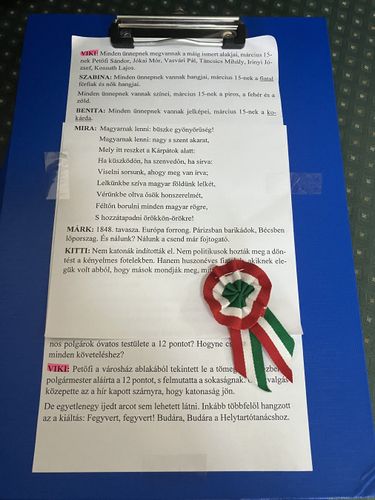 VIKI: Minden ünnepnek megvannak a máig ismert alakjai, március 15-
nek Petőfi Sándor, Jókai Mór, Vasvári Pál, Táncsics Mihály, Irinyi Jó-
zsef, Kossuth Lajos.
SZABINA: Minden ünnepnek vannak hangjai, március 15-nek a fiatal
férfiak és nők hangjai.
Minden ünnepnek vannak színei, március 15-nek a piros, a fehér és a
zöld.
BENITA: Minden ünnepnek vannak jelképei, március 15-nek a ko-
kárda.
MIRA: Magyarnak lenni: büszke gyönyörűség!
Magyarnak lenni: nagy s szent akarat,
Mely itt reszket a Kárpátok alatt:
Ha küszködön, ha szenvedőn, ha sírva:
Viselni sorsunk, ahogy meg van írva;
Lelkünkbe szíva magyar földünk lelkét,
Vérünkbe oltva ősök honszerelmét,
Féltőn borulni minden magyar rögre,
S hozzátapadni örökkön-örökre!
MÁRK: 1848. tavasza. Európa forrong. Párizsban barikádok, Bécsben
lőporszag. És nálunk? Nálunk a csend már fojtogató.
KITTI: Nem katonák indították el. Nem politikusok hozták meg a dön-
tést a kényelmes fotelekben. Hanem huszonéves akiknek ele-
gük volt abból, hogy mások mondják meg,
nős polgárok óvatos testülete a 12 pontot? Hogyne
minden követeléshez?
VIKI: Petőfi a városház ablakából tekintett le a
polgármester aláírta a 12 pontot, s felmutatta a sokaságnak.
közepette az a hír kapott szárnyra, hogy katonaság jön.
De egyetlenegy ijedt arcot sem lehetett látni. Inkább többfelől hangzott
az a kiáltás: Fegyvert, fegyvert! Budára, Budára a Helytartótanácshoz.